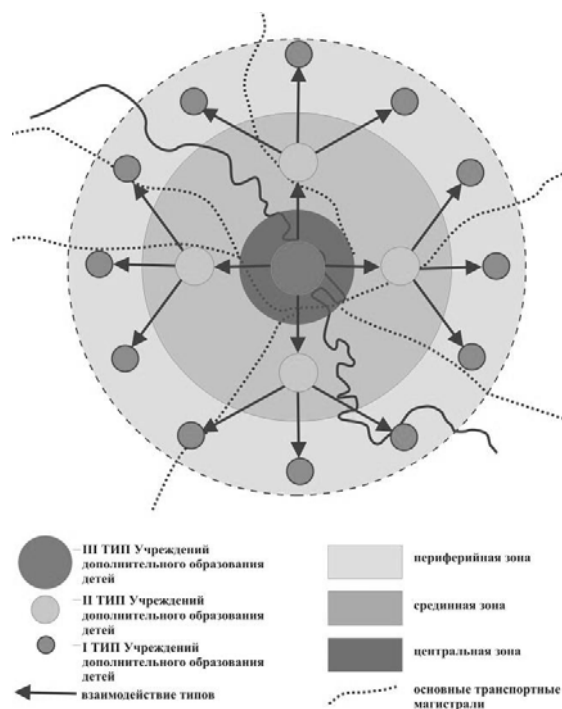 III ТИП Учреждений
дополнительного образования
детей
II ТИП Учреждений
дополнительного образования
детей
I ТИП Учреждений
дополнительного образования
детей
взаимодействие типов
периферийная зона
срединная зона
центральная зона
основные транспортные
магистрали